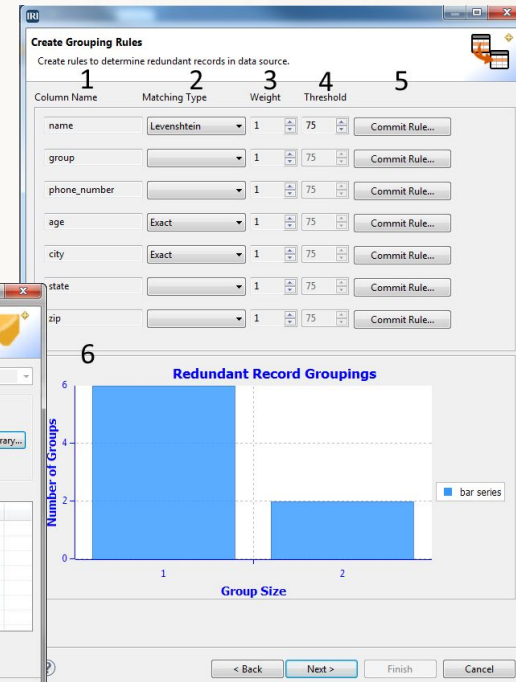 IRI
Create Grouping Rules
Create rules to determine redundant records in data source.
1 2 3 4 5
Column Name Matching Type Weight Threshold
name Levenshtein 1 75 Commit Rule...
group 1 75 Commit Rule...
phone_number 1 75 Commit Rule...
age Exact 1 75 Commit Rule...
city Exact 1 75 Commit Rule...
state 1 75 Commit Rule...
zip 1 75 Commit Rule...
6
Redundant Record Groupings
Number of Groups
6
4
2
0
1 2
Group Size
bar series
< Back Next > Finish Cancel